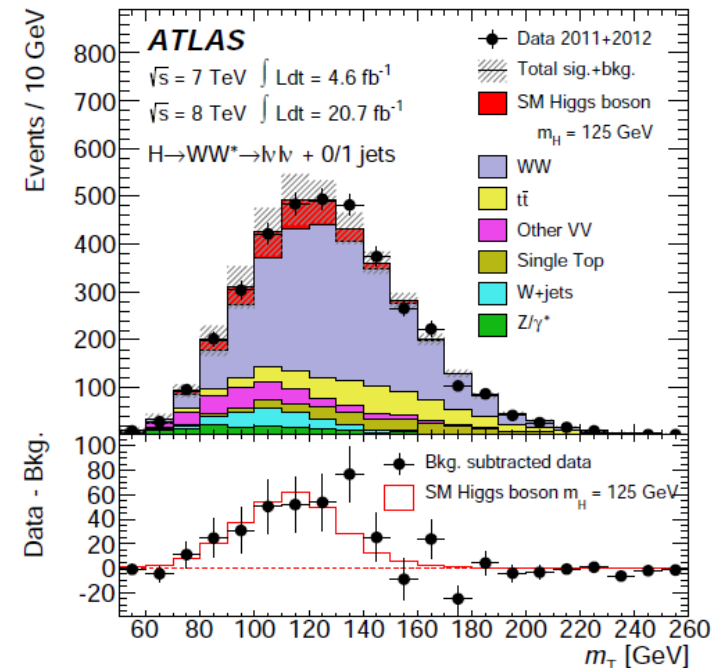 ATLAS
√s = 7 TeV ∫ Ldt = 4.6 fb⁻¹
√s = 8 TeV ∫ Ldt = 20.7 fb⁻¹
H→WW*→lνlν + 0/1 jets
Data 2011+2012
Total sig.+bkg.
SM Higgs boson
m_H = 125 GeV
WW
tt̄
Other VV
Single Top
W+jets
Z/γ*
Events / 10 GeV
800
700
600
500
400
300
200
100
Bkg. subtracted data
SM Higgs boson m_H = 125 GeV
Data - Bkg.
100
80
60
40
20
0
-20
60 80 100 120 140 160 180 200 220 240 260
m_T [GeV]